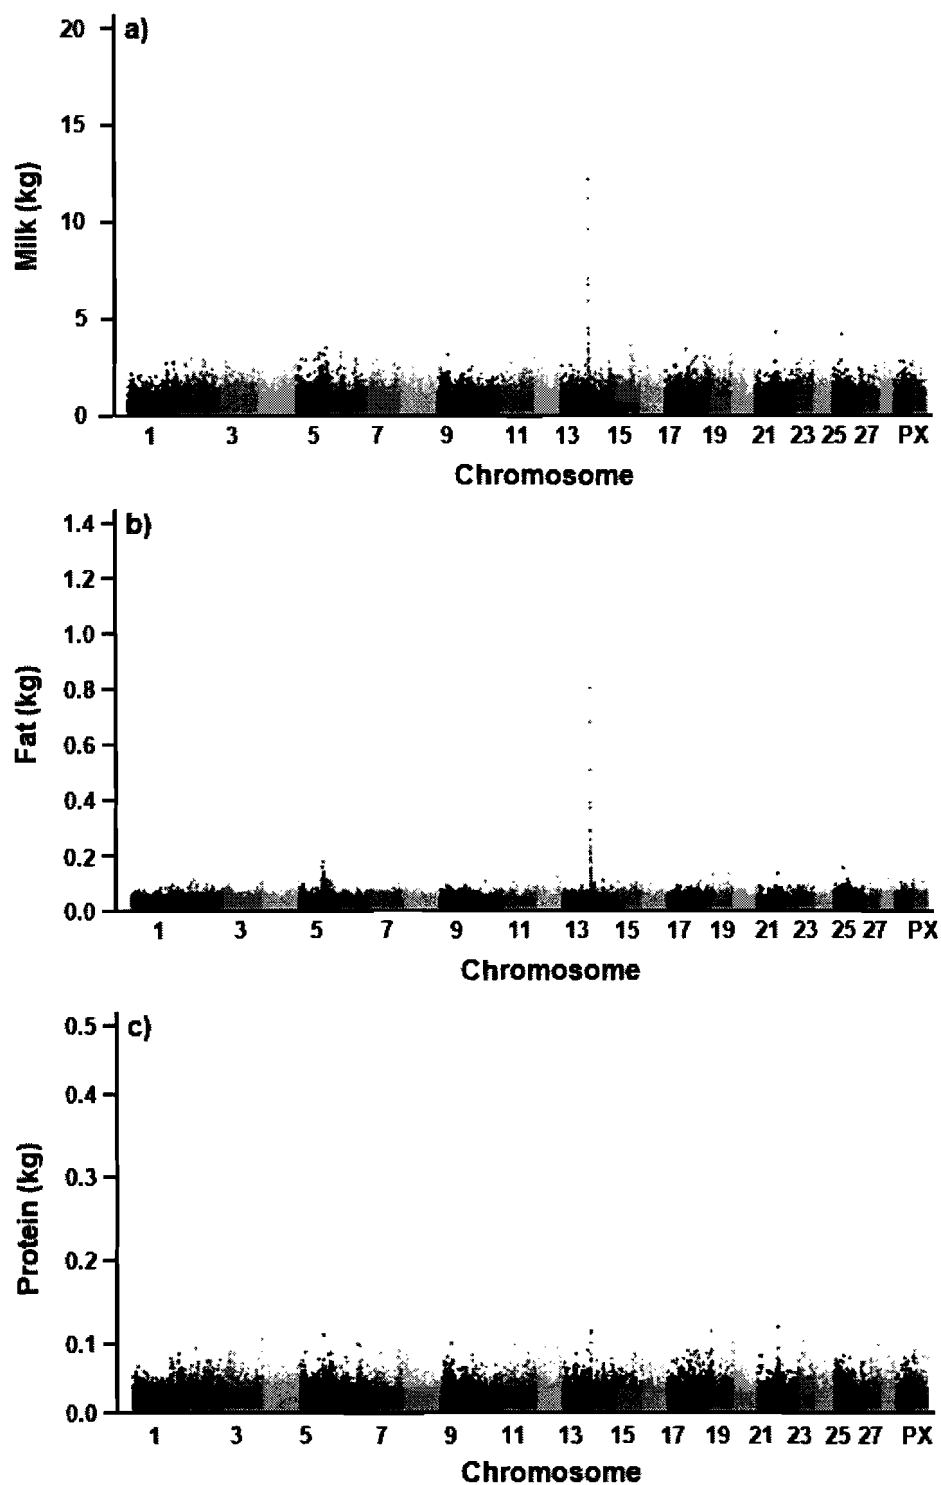 a)
20
15
10
5
0
Milk (kg)
1 3 5 7 9 11 13 15 17 19 21 23 25 27 PX
Chromosome
b)
1.4
1.2
1.0
0.8
0.6
0.4
0.2
0.0
Fat (kg)
1 3 5 7 9 11 13 15 17 19 21 23 25 27 PX
Chromosome
c)
0.5
0.4
0.3
0.2
0.1
0.0
Protein (kg)
1 3 5 7 9 11 13 15 17 19 21 23 25 27 PX
Chromosome